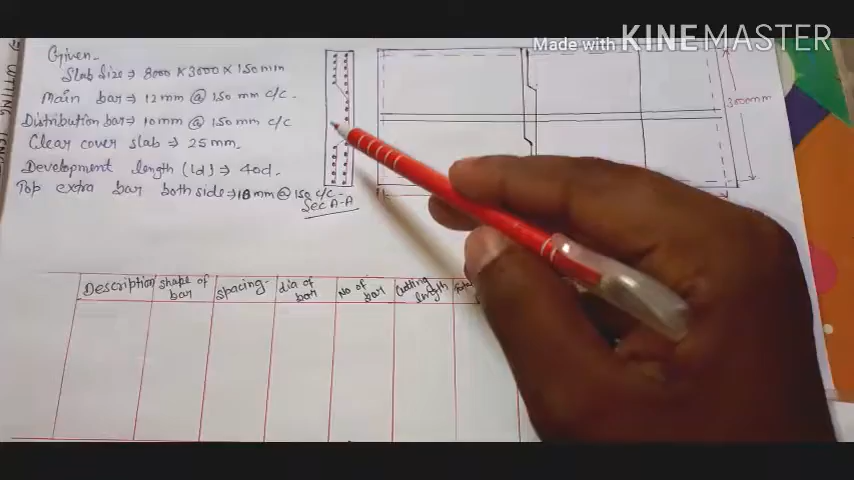 Made with KINEMASTER
Given-
Slab Size → 8000 X 3000 X 150 mm
Main bar → 12 mm @ 150 mm c/c.
Distribution bar → 10 mm @ 150 mm c/c
Clear cover slab → 25 mm.
Development length (Ld) → 40d.
Top extra bar both side → 18 mm @ 150 c/c-
Sec A-A
3000mm
⇒ CUTTING
Description
shape of bar
spacing-
dia of bar
No of bar
Cutting length